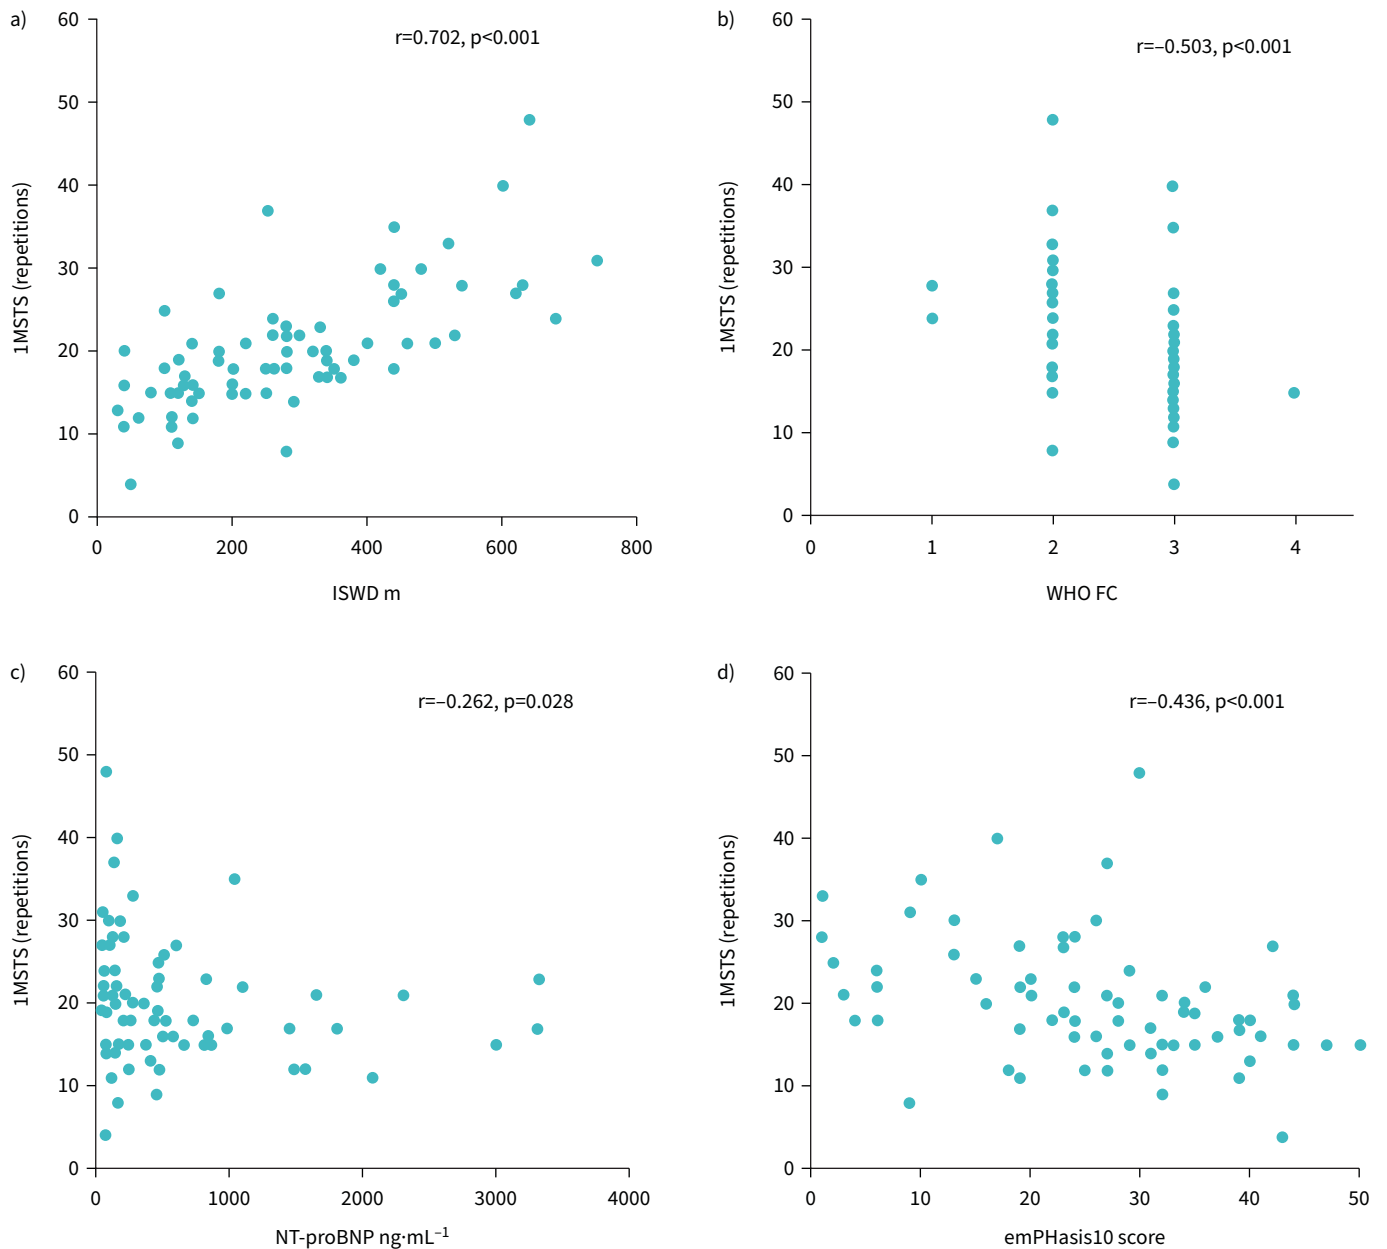 a)
r=0.702, p<0.001
60
50
40
30
20
10
0
1MSTS (repetitions)
0 200 400 600 800
ISWD m
b)
r=–0.503, p<0.001
60
50
40
30
20
10
0
1MSTS (repetitions)
0 1 2 3 4
WHO FC
c)
r=–0.262, p=0.028
60
50
40
30
20
10
0
1MSTS (repetitions)
0 1000 2000 3000 4000
NT-proBNP ng·mL⁻¹
d)
r=–0.436, p<0.001
60
50
40
30
20
10
0
1MSTS (repetitions)
0 10 20 30 40 50
emPHasis10 score